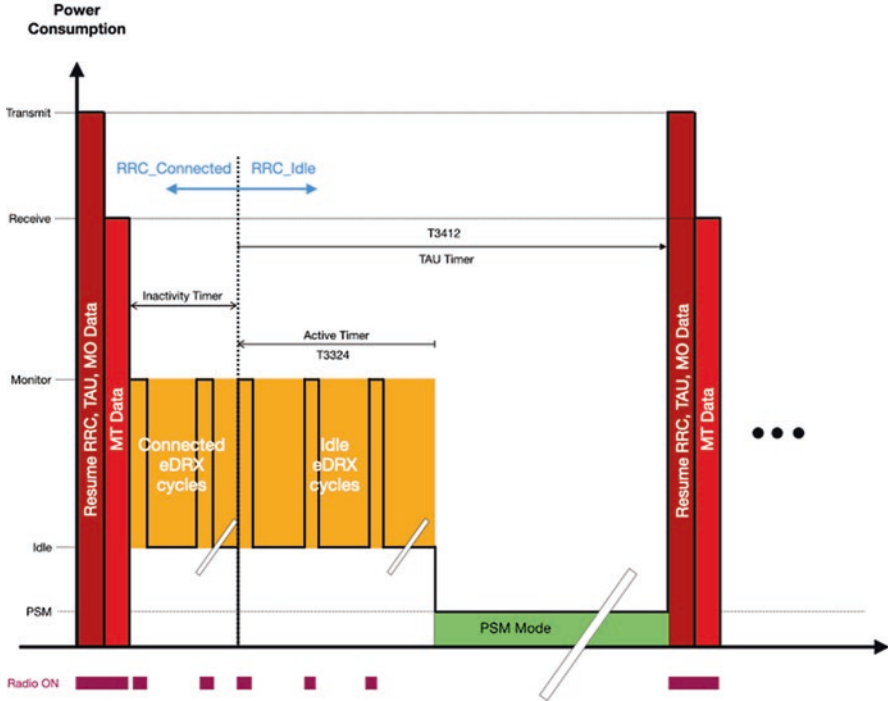 Power
Consumption
Transmit
RRC_Connected
RRC_Idle
Receive
T3412
TAU Timer
Inactivity Timer
Active Timer
T3324
Monitor
Resume RRC, TAU, MO Data
MT Data
Connected
eDRX
cycles
Idle
eDRX
cycles
Resume RRC, TAU, MO Data
MT Data
Idle
PSM
PSM Mode
Radio ON